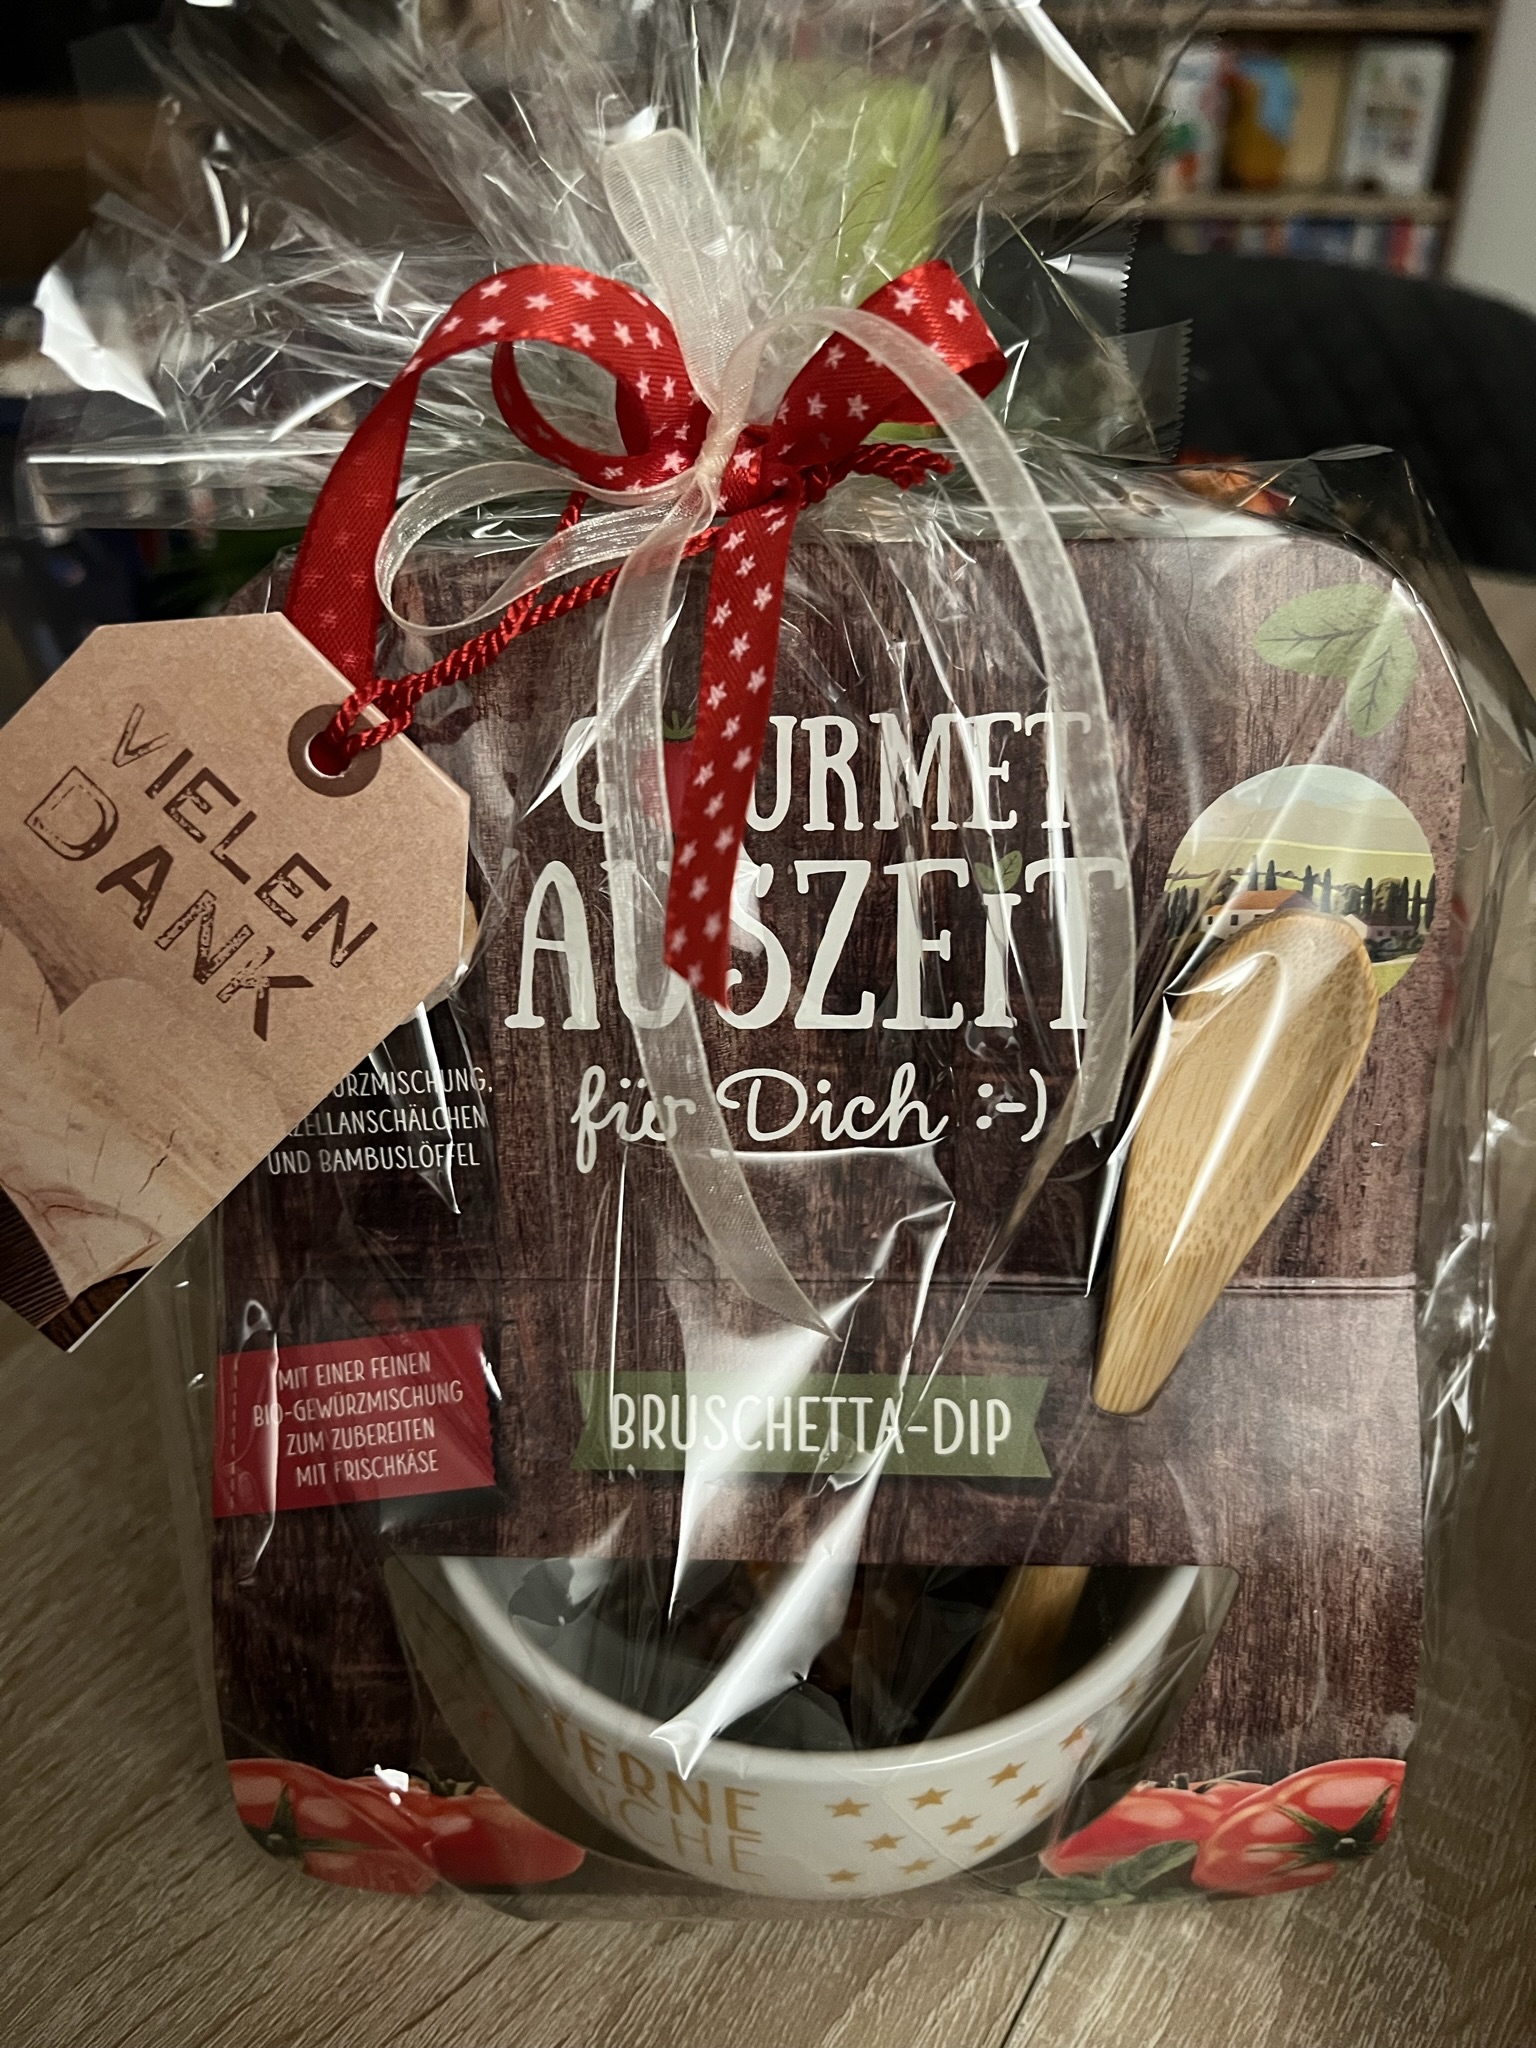 VIELEN
DANK
GOURMET
AUSZEIT
für Dich :-)
UND BAMBUSLÖFFEL
MIT EINER FEINEN
BIO-GEWÜRZMISCHUNG
ZUM ZUBEREITEN
MIT FRISCHKÄSE
BRUSCHETTA-DIP